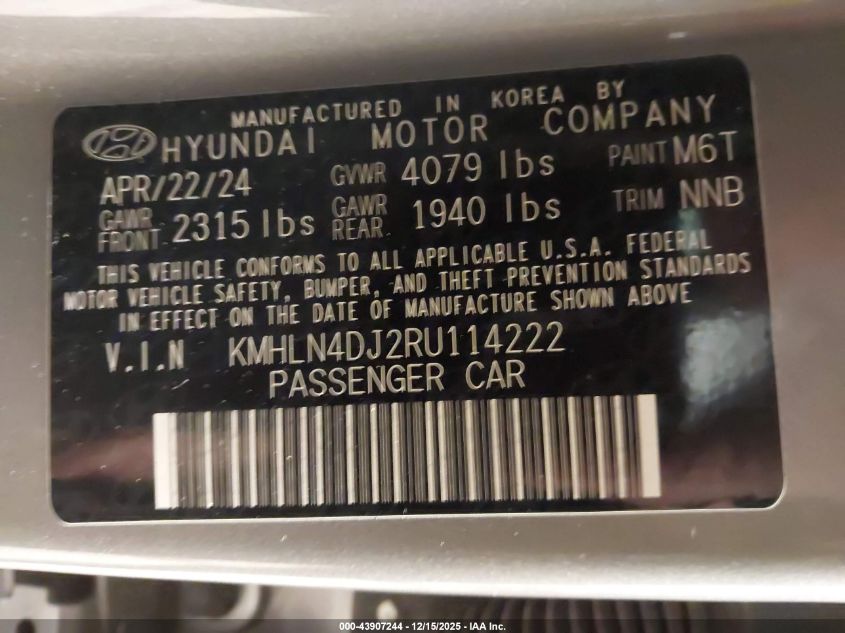 MANUFACTURED IN KOREA BY
HYUNDAI MOTOR COMPANY
APR/22/24 GVWR 4079 lbs PAINT M6T
GAWR FRONT 2315 lbs GAWR REAR 1940 lbs TRIM NNB
THIS VEHICLE CONFORMS TO ALL APPLICABLE U.S.A. FEDERAL
MOTOR VEHICLE SAFETY, BUMPER, AND THEFT PREVENTION STANDARDS
IN EFFECT ON THE DATE OF MANUFACTURE SHOWN ABOVE
V.I.N KMHLN4DJ2RU114222
PASSENGER CAR
000-43907244 - 12/15/2025 - IAA Inc.